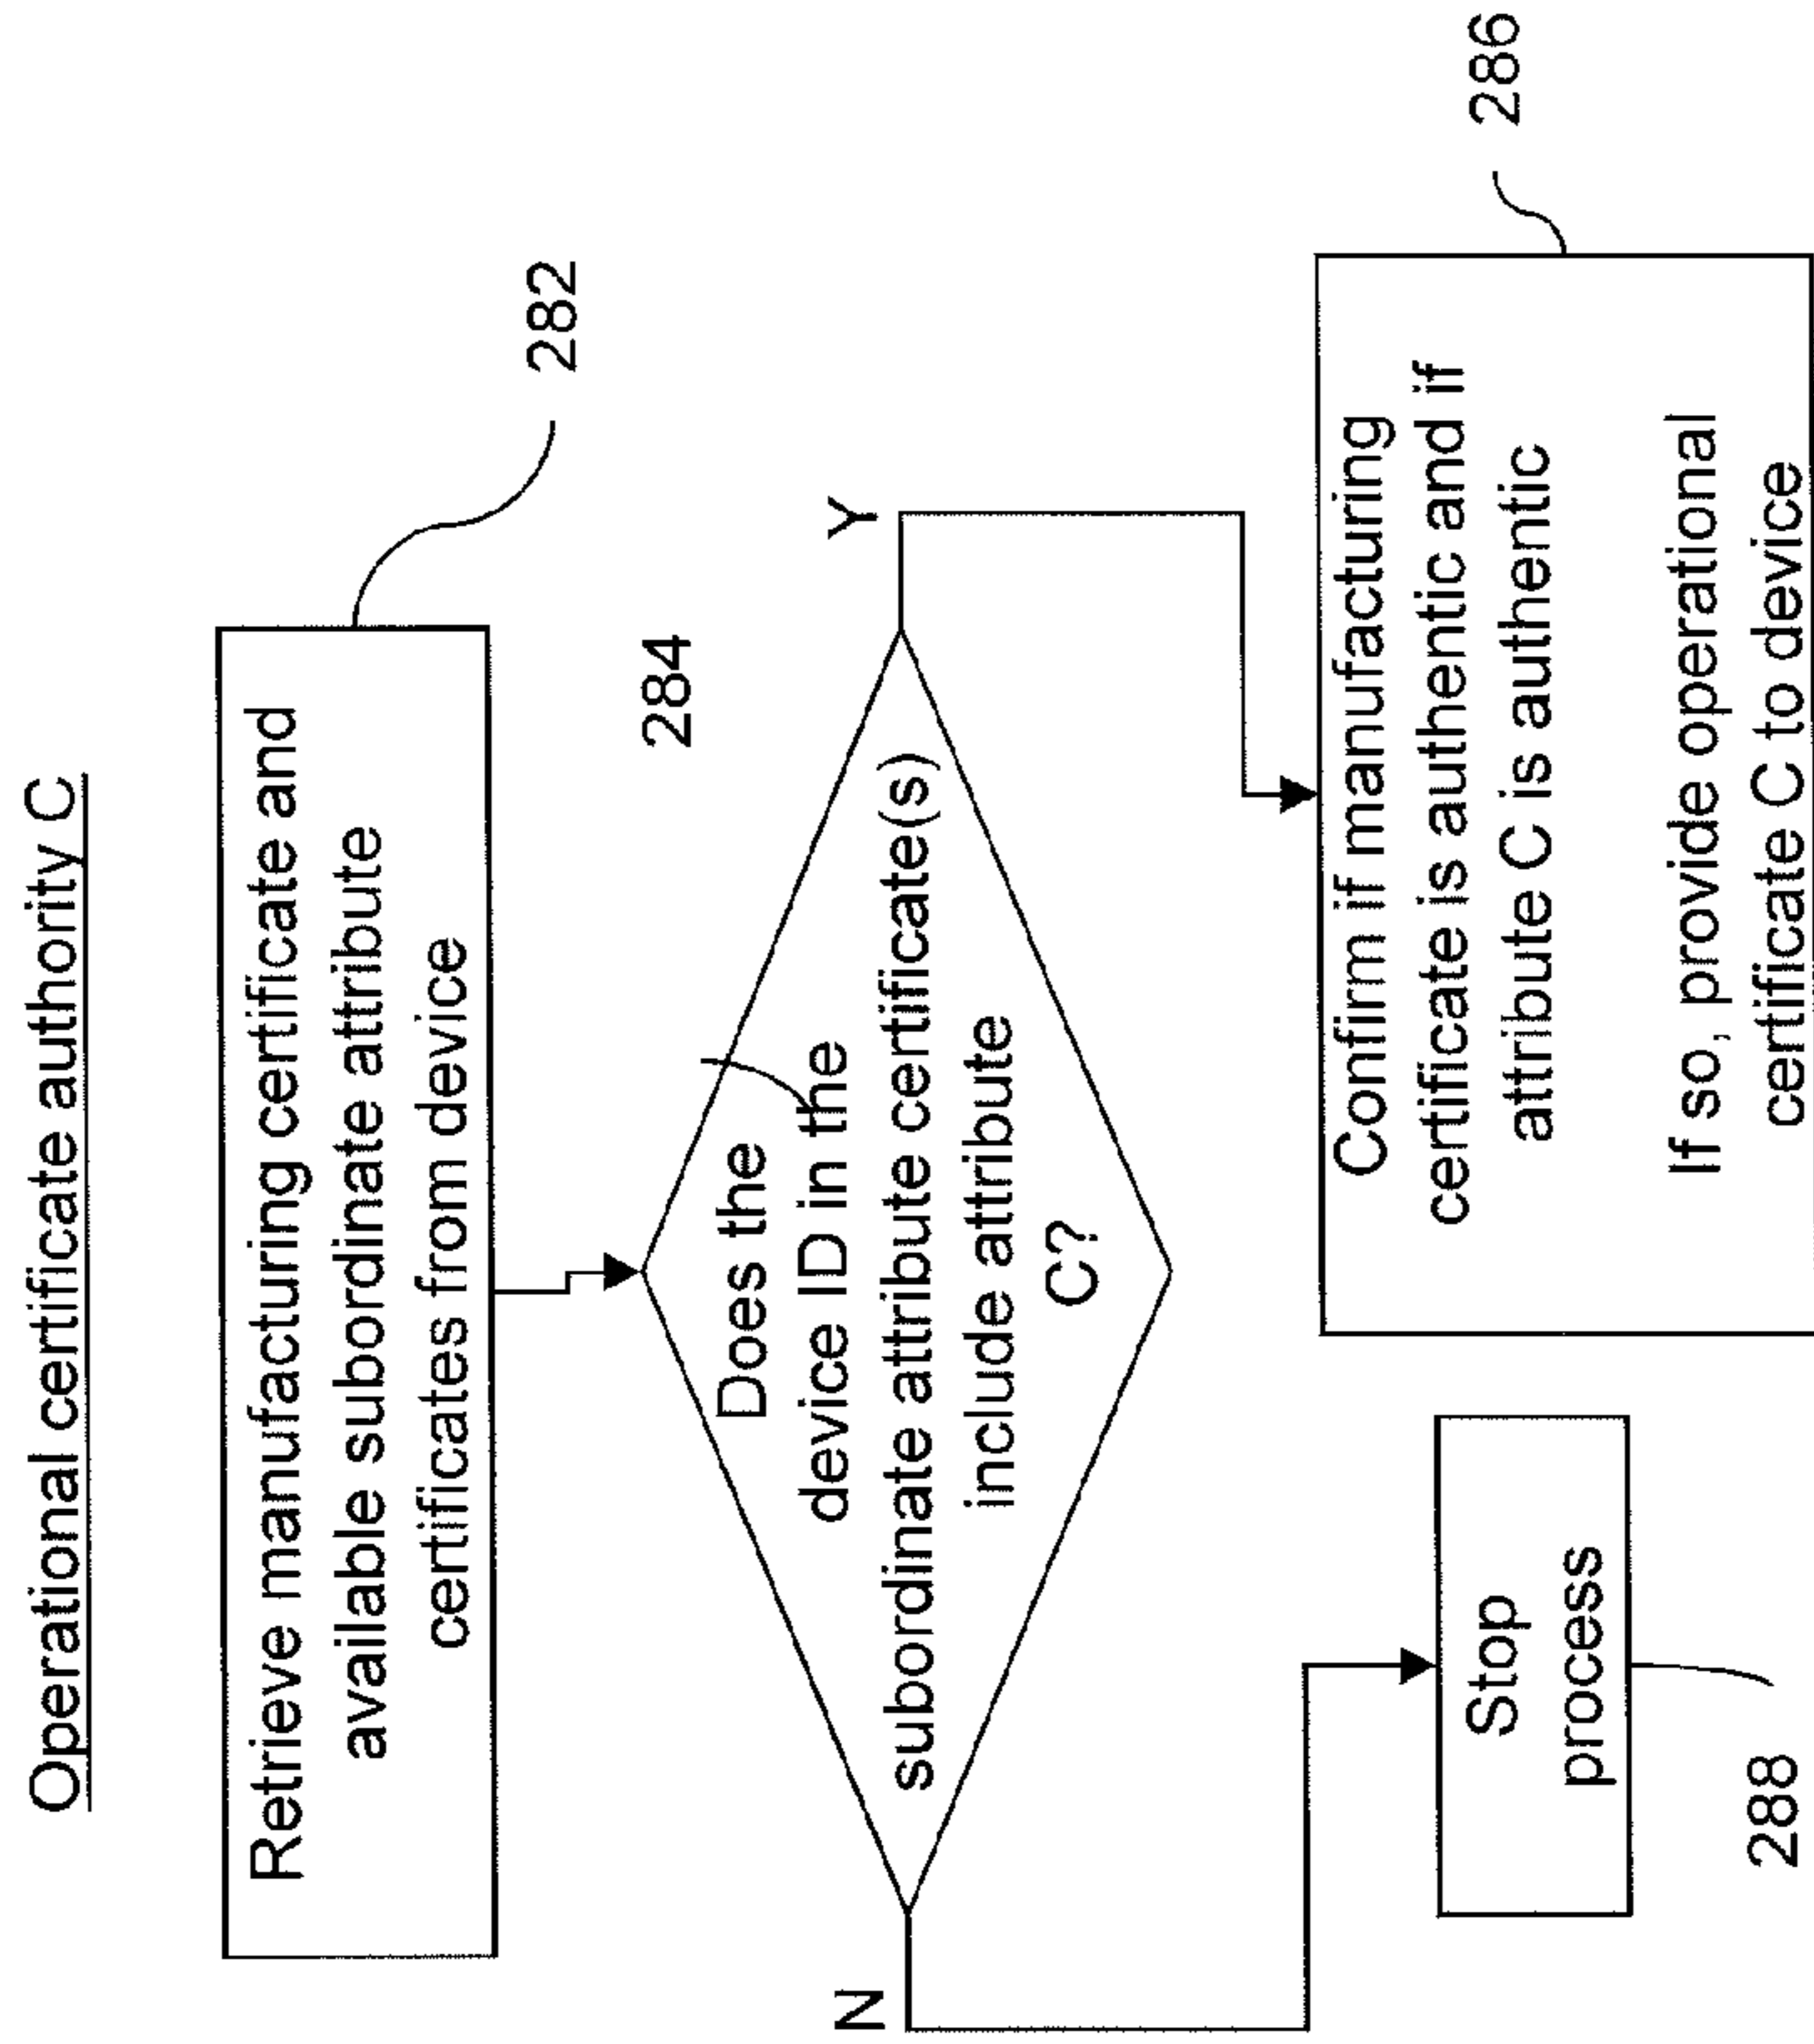 Operational certificate authority C
Retrieve manufacturing certificate and
available subordinate attribute
certificates from device
282
284
Does the
device ID in the
subordinate attribute certificate(s)
include attribute
C?
Y
N
Confirm if manufacturing
certificate is authentic and if
attribute C is authentic
If so, provide operational
certificate C to device
286
Stop
process
288